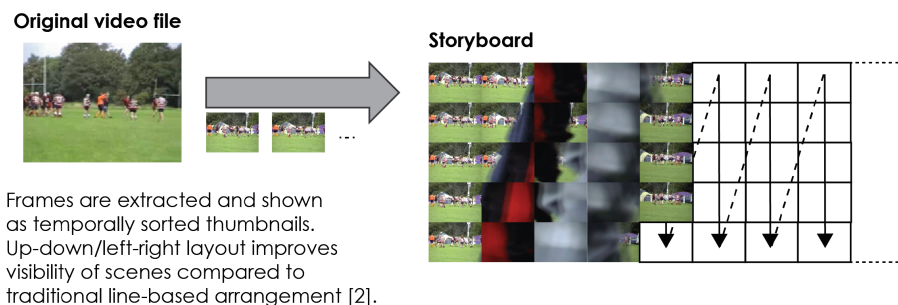 Original video file
Storyboard
Frames are extracted and shown
as temporally sorted thumbnails.
Up-down/left-right layout improves
visibility of scenes compared to
traditional line-based arrangement [2].